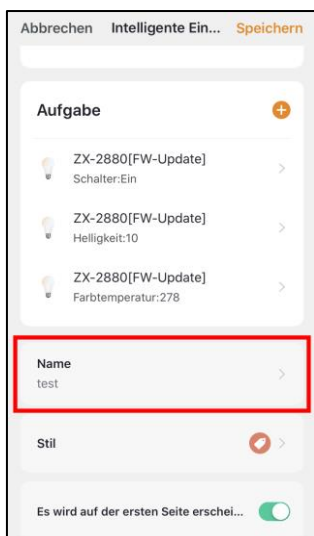 Abbrechen Intelligente Ein... Speichern
Aufgabe
ZX-2880[FW-Update]
Schalter:Ein
ZX-2880[FW-Update]
Helligkeit:10
ZX-2880[FW-Update]
Farbtemperatur:278
Name
test
Stil
Es wird auf der ersten Seite erschei...